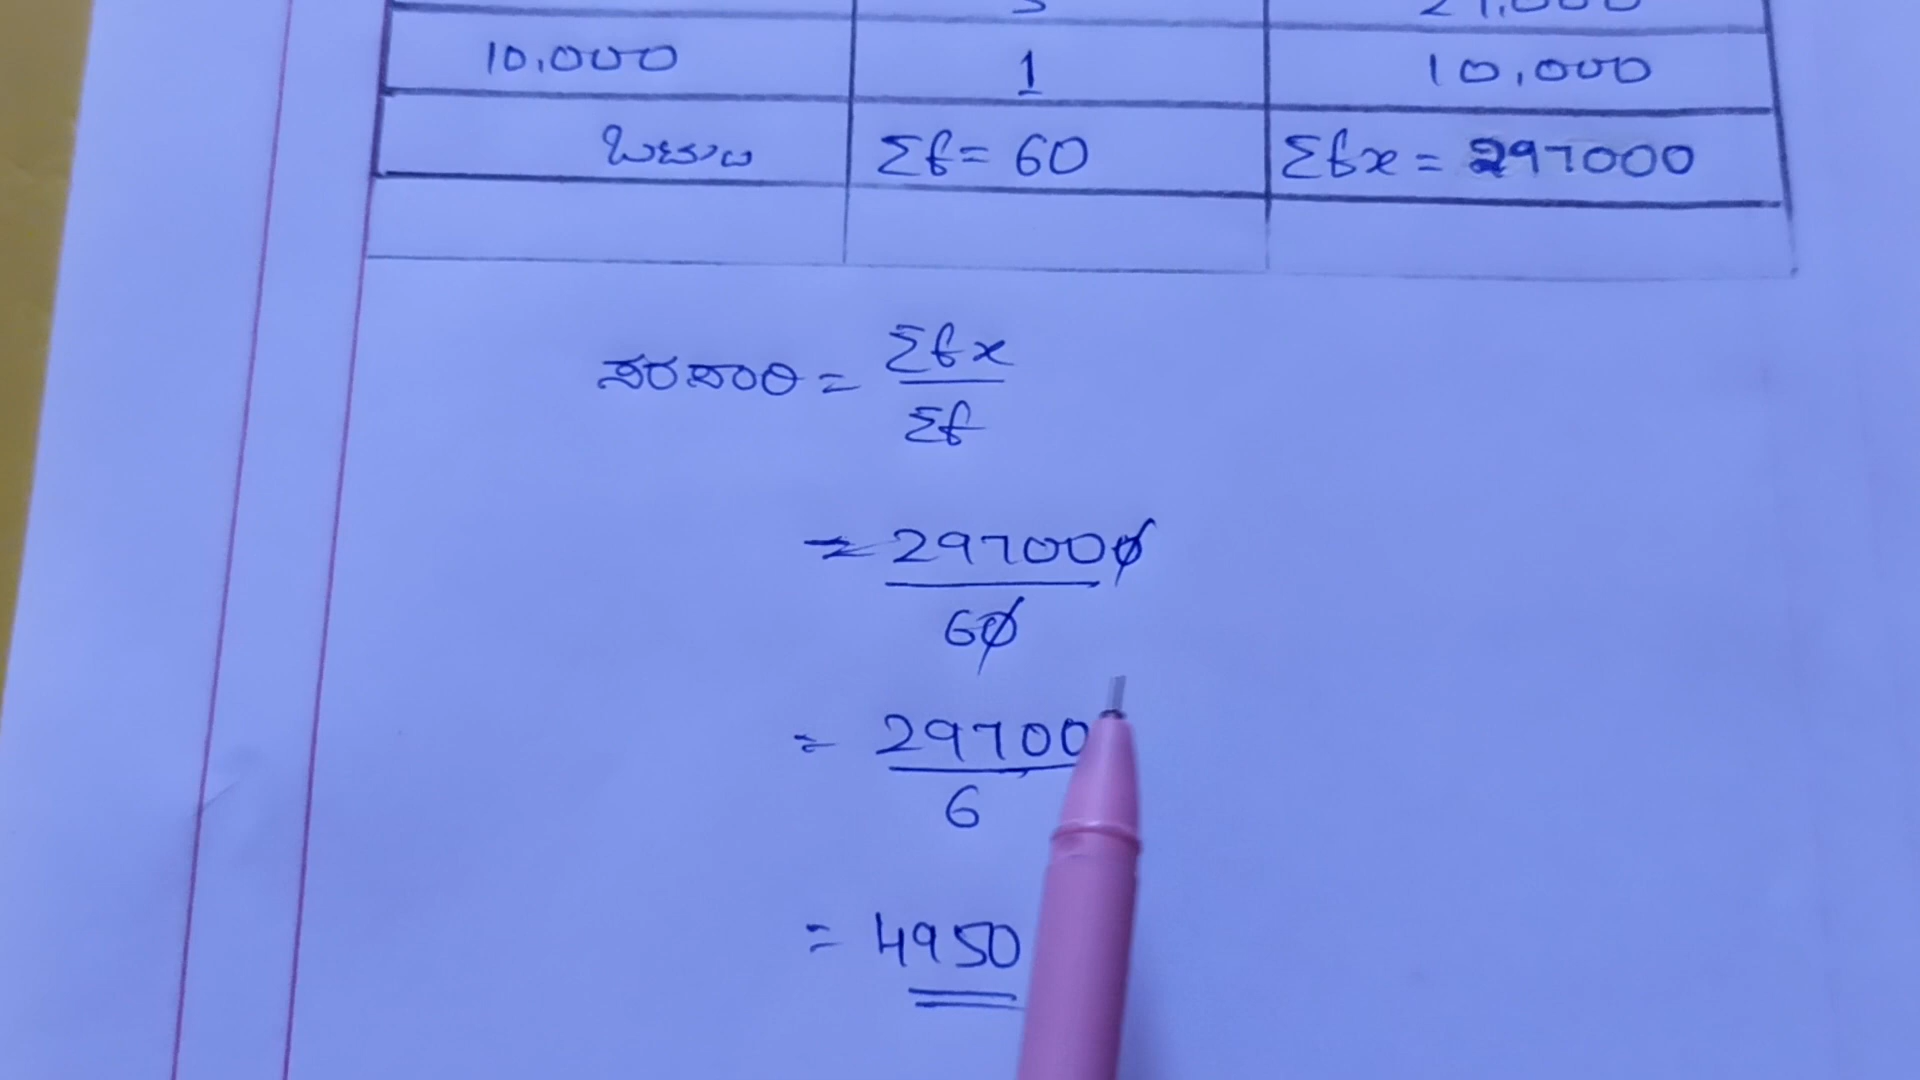 10,000 1 10,000
ಒಟ್ಟು Σf = 60 Σfx = 297000
ಸರಾಸರಿ = Σfx
Σf
= 297000
60
= 29700
6
= 4950